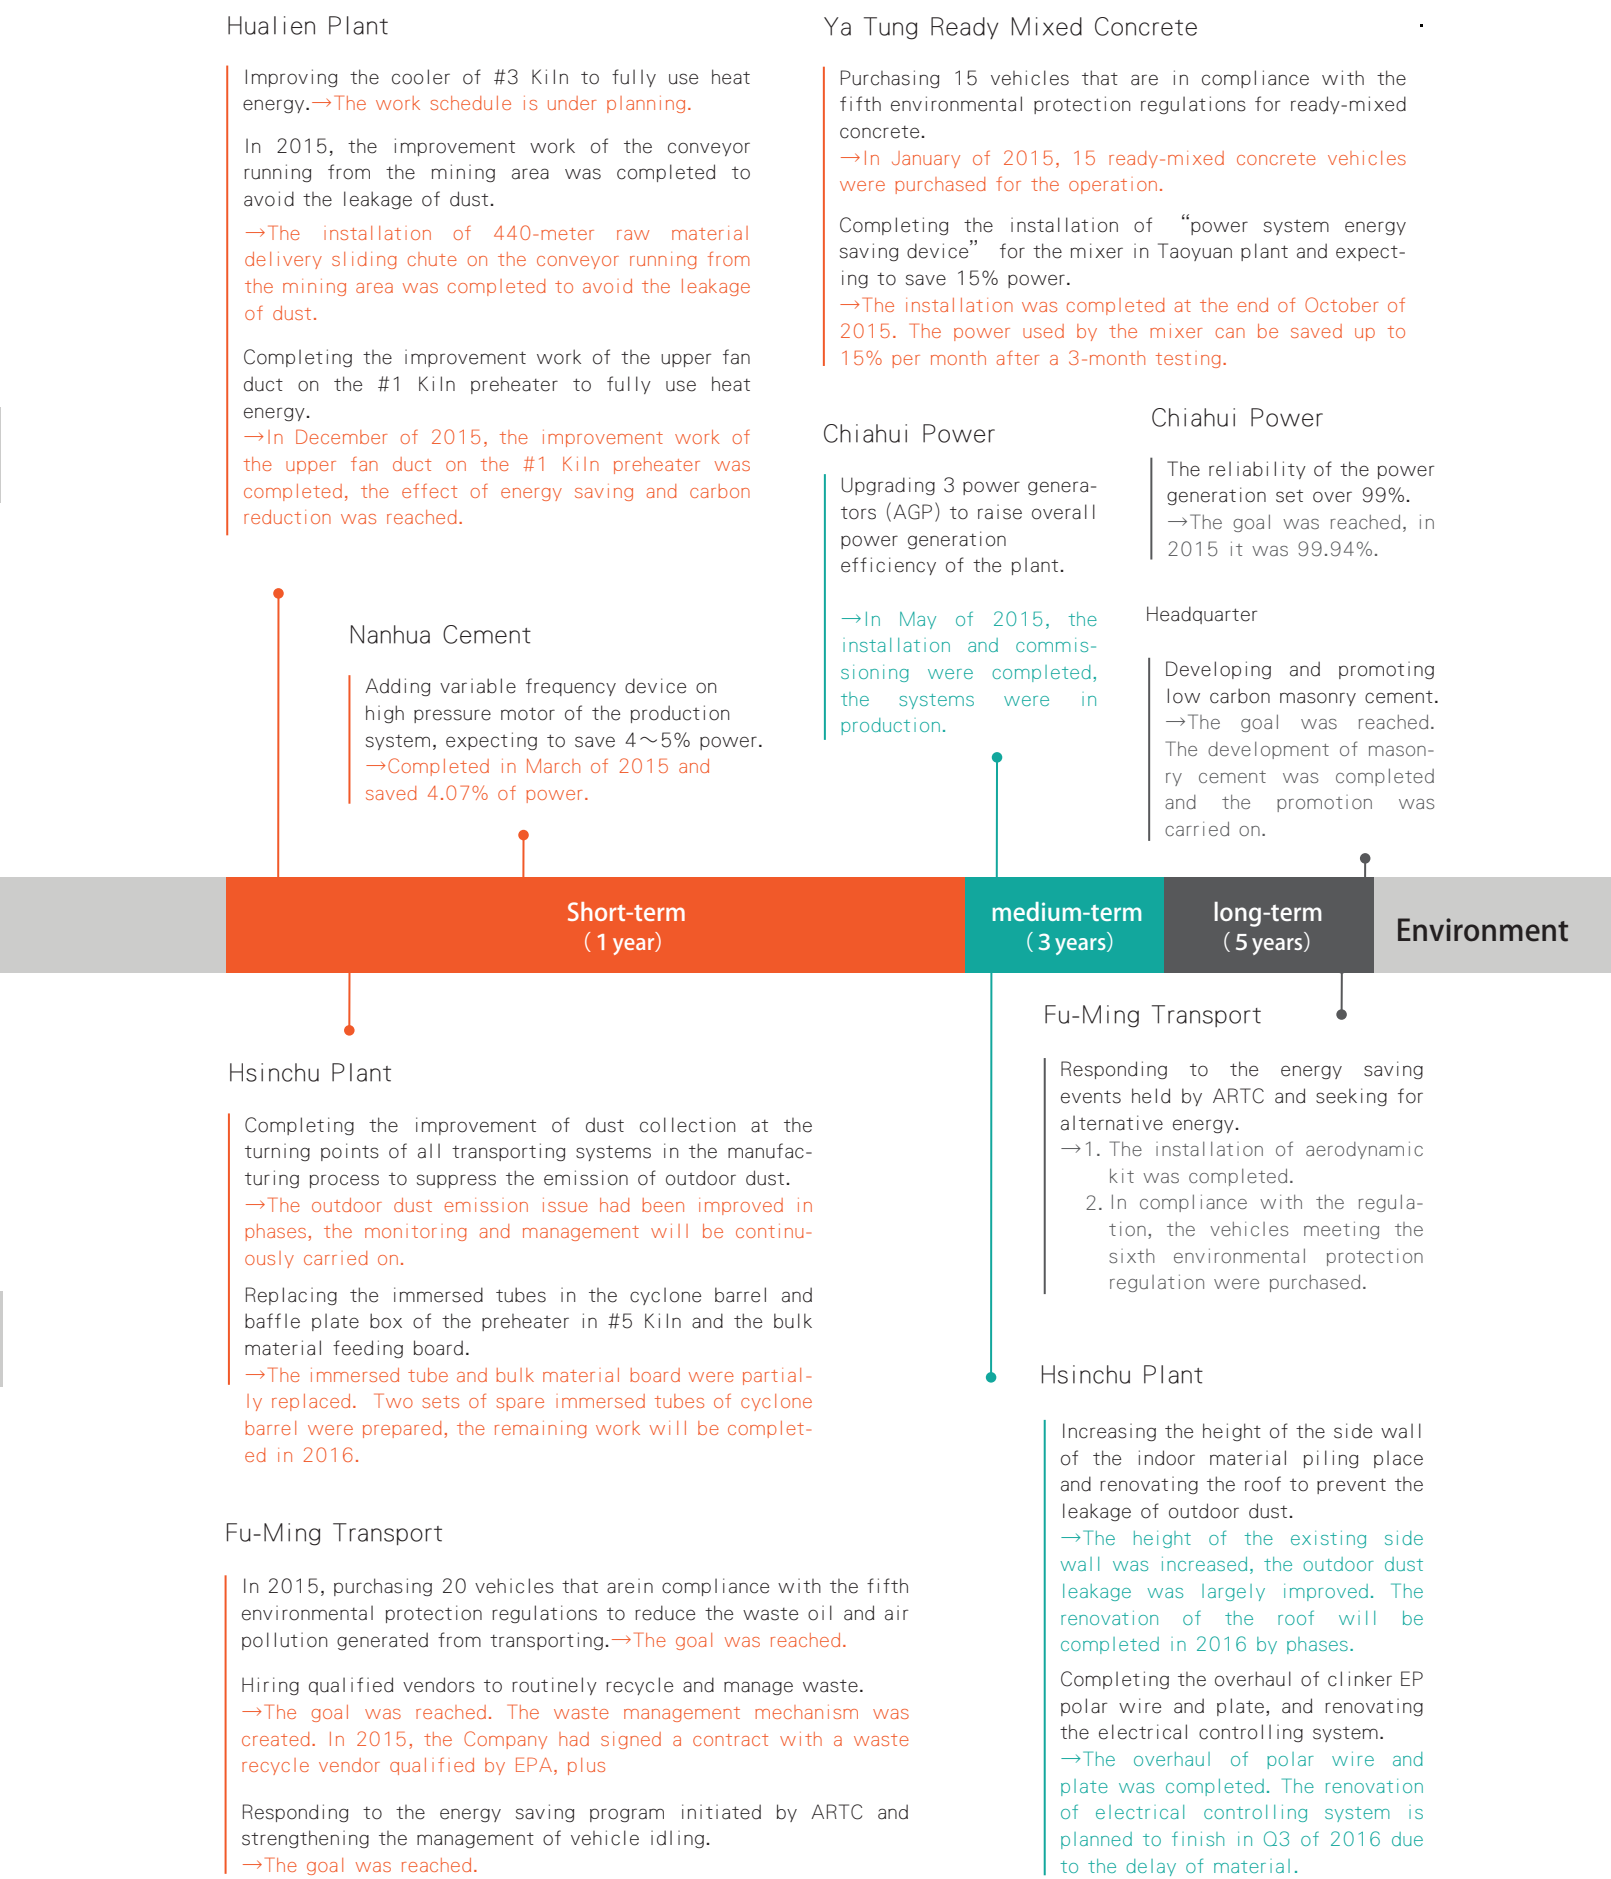 Hualien Plant
Improving the cooler of #3 Kiln to fully use heat
energy.→The work schedule is under planning.
In 2015, the improvement work of the conveyor
running from the mining area was completed to
avoid the leakage of dust.
→The installation of 440-meter raw material
delivery sliding chute on the conveyor running from
the mining area was completed to avoid the leakage
of dust.
Completing the improvement work of the upper fan
duct on the #1 Kiln preheater to fully use heat
energy.
→In December of 2015, the improvement work of
the upper fan duct on the #1 Kiln preheater was
completed, the effect of energy saving and carbon
reduction was reached.
Ya Tung Ready Mixed Concrete
Purchasing 15 vehicles that are in compliance with the
fifth environmental protection regulations for ready-mixed
concrete.
→In January of 2015, 15 ready-mixed concrete vehicles
were purchased for the operation.
Completing the installation of “power system energy
saving device” for the mixer in Taoyuan plant and expect-
ing to save 15% power.
→The installation was completed at the end of October of
2015. The power used by the mixer can be saved up to
15% per month after a 3-month testing.
Nanhua Cement
Adding variable frequency device on
high pressure motor of the production
system, expecting to save 4～5% power.
→Completed in March of 2015 and
saved 4.07% of power.
Chiahui Power
Upgrading 3 power genera-
tors (AGP) to raise overall
power generation
efficiency of the plant.
→In May of 2015, the
installation and commis-
sioning were completed,
the systems were in
production.
Chiahui Power
The reliability of the power
generation set over 99%.
→The goal was reached, in
2015 it was 99.94%.
Headquarter
Developing and promoting
low carbon masonry cement.
→The goal was reached.
The development of mason-
ry cement was completed
and the promotion was
carried on.
Short-term
( 1 year)
medium-term
( 3 years)
long-term
( 5 years)
Environment
Hsinchu Plant
Completing the improvement of dust collection at the
turning points of all transporting systems in the manufac-
turing process to suppress the emission of outdoor dust.
→The outdoor dust emission issue had been improved in
phases, the monitoring and management will be continu-
ously carried on.
Replacing the immersed tubes in the cyclone barrel and
baffle plate box of the preheater in #5 Kiln and the bulk
material feeding board.
→The immersed tube and bulk material board were partial-
ly replaced. Two sets of spare immersed tubes of cyclone
barrel were prepared, the remaining work will be complet-
ed in 2016.
Fu-Ming Transport
In 2015, purchasing 20 vehicles that arein compliance with the fifth
environmental protection regulations to reduce the waste oil and air
pollution generated from transporting.→The goal was reached.
Hiring qualified vendors to routinely recycle and manage waste.
→The goal was reached. The waste management mechanism was
created. In 2015, the Company had signed a contract with a waste
recycle vendor qualified by EPA, plus
Responding to the energy saving program initiated by ARTC and
strengthening the management of vehicle idling.
→The goal was reached.
Fu-Ming Transport
Responding to the energy saving
events held by ARTC and seeking for
alternative energy.
→1. The installation of aerodynamic
kit was completed.
2. In compliance with the regula-
tion, the vehicles meeting the
sixth environmental protection
regulation were purchased.
Hsinchu Plant
Increasing the height of the side wall
of the indoor material piling place
and renovating the roof to prevent the
leakage of outdoor dust.
→The height of the existing side
wall was increased, the outdoor dust
leakage was largely improved. The
renovation of the roof will be
completed in 2016 by phases.
Completing the overhaul of clinker EP
polar wire and plate, and renovating
the electrical controlling system.
→The overhaul of polar wire and
plate was completed. The renovation
of electrical controlling system is
planned to finish in Q3 of 2016 due
to the delay of material.